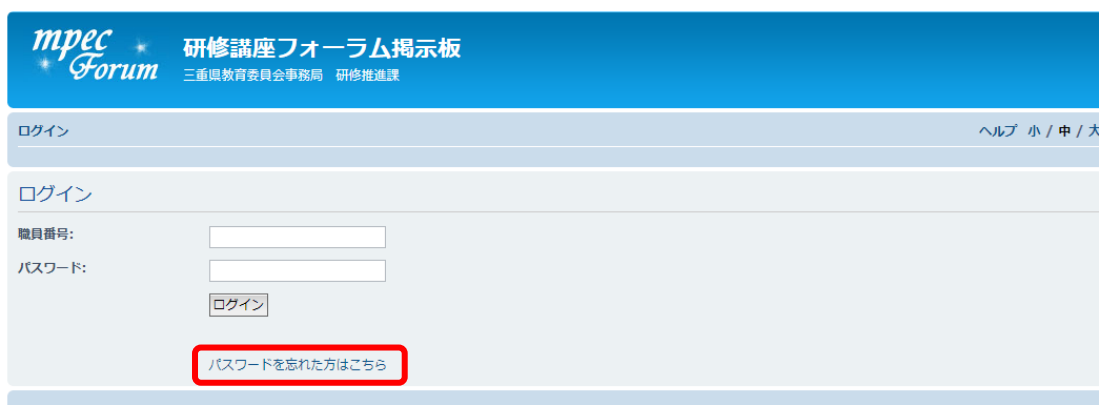 mpec
Forum
研修講座フォーラム掲示板
三重県教育委員会事務局 研修推進課
ログイン
ヘルプ 小 / 中 / 大
ログイン
職員番号:
パスワード:
ログイン
パスワードを忘れた方はこちら